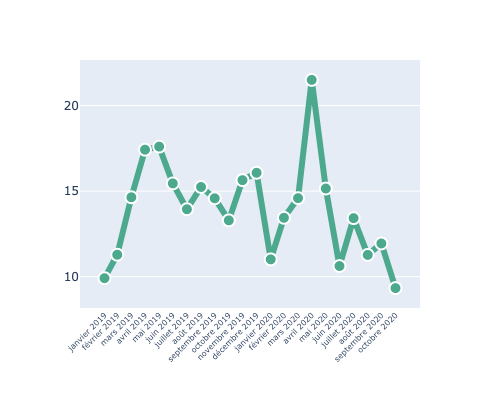 20
15
10
janvier 2019
février 2019
mars 2019
avril 2019
mai 2019
juin 2019
juillet 2019
août 2019
septembre 2019
octobre 2019
novembre 2019
décembre 2019
janvier 2020
février 2020
mars 2020
avril 2020
mai 2020
juin 2020
juillet 2020
août 2020
septembre 2020
octobre 2020